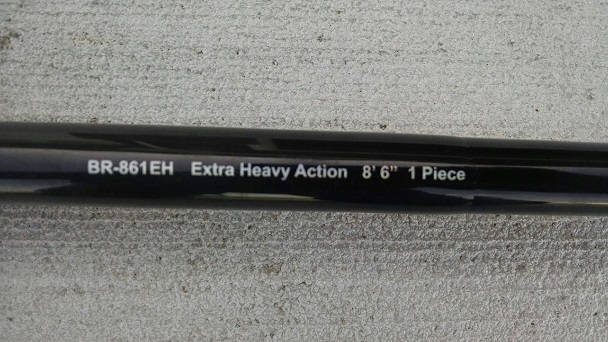 BR-861EH Extra Heavy Action 8' 6" 1 Piece